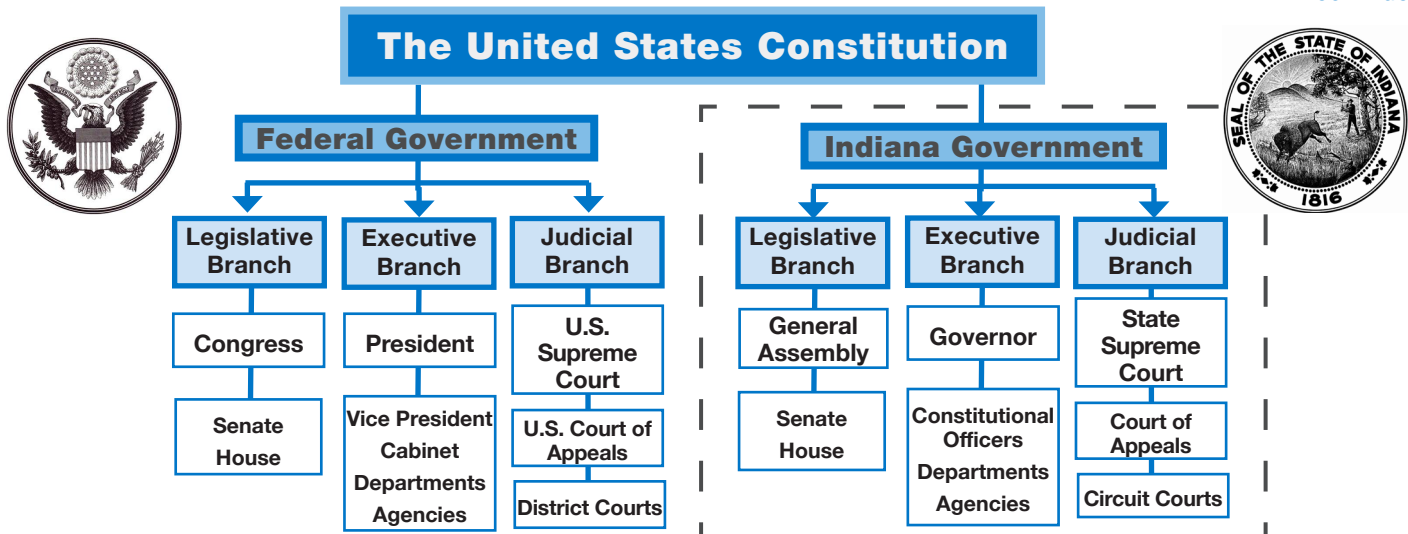 The United States Constitution
Federal Government
Legislative
Branch
Congress
Senate
House
Executive
Branch
President
Vice President
Cabinet
Departments
Agencies
Judicial
Branch
U.S.
Supreme
Court
U.S. Court of
Appeals
District Courts
Indiana Government
Legislative
Branch
General
Assembly
Senate
House
Executive
Branch
Governor
Constitutional
Officers
Departments
Agencies
Judicial
Branch
State
Supreme
Court
Court of
Appeals
Circuit Courts
SEAL OF THE STATE OF INDIANA
1816